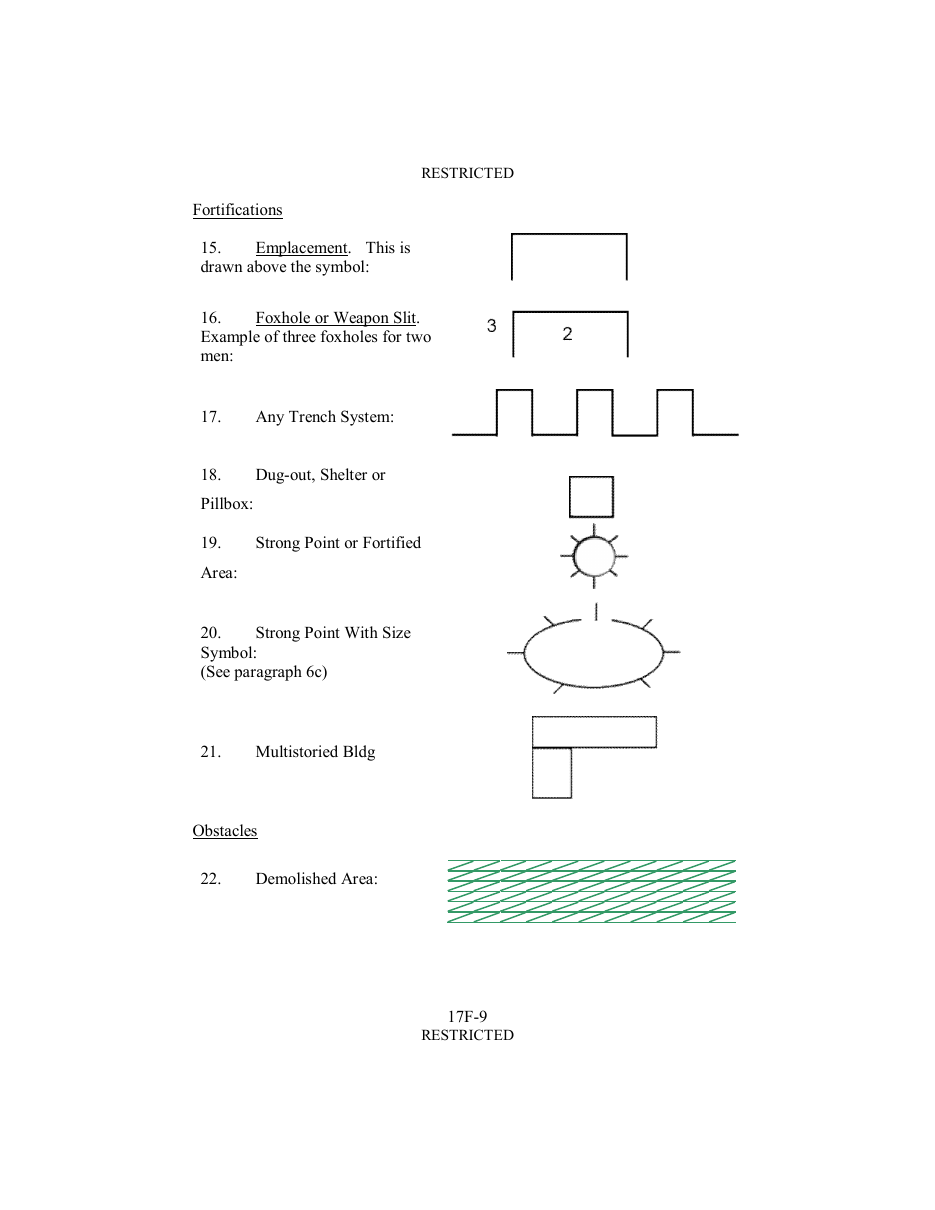 RESTRICTED
Fortifications
15. Emplacement. This is
drawn above the symbol:
16. Foxhole or Weapon Slit.
Example of three foxholes for two
men:
3
2
17. Any Trench System:
18. Dug-out, Shelter or
Pillbox:
19. Strong Point or Fortified
Area:
20. Strong Point With Size
Symbol:
(See paragraph 6c)
21. Multistoried Bldg
Obstacles
22. Demolished Area:
17F-9
RESTRICTED